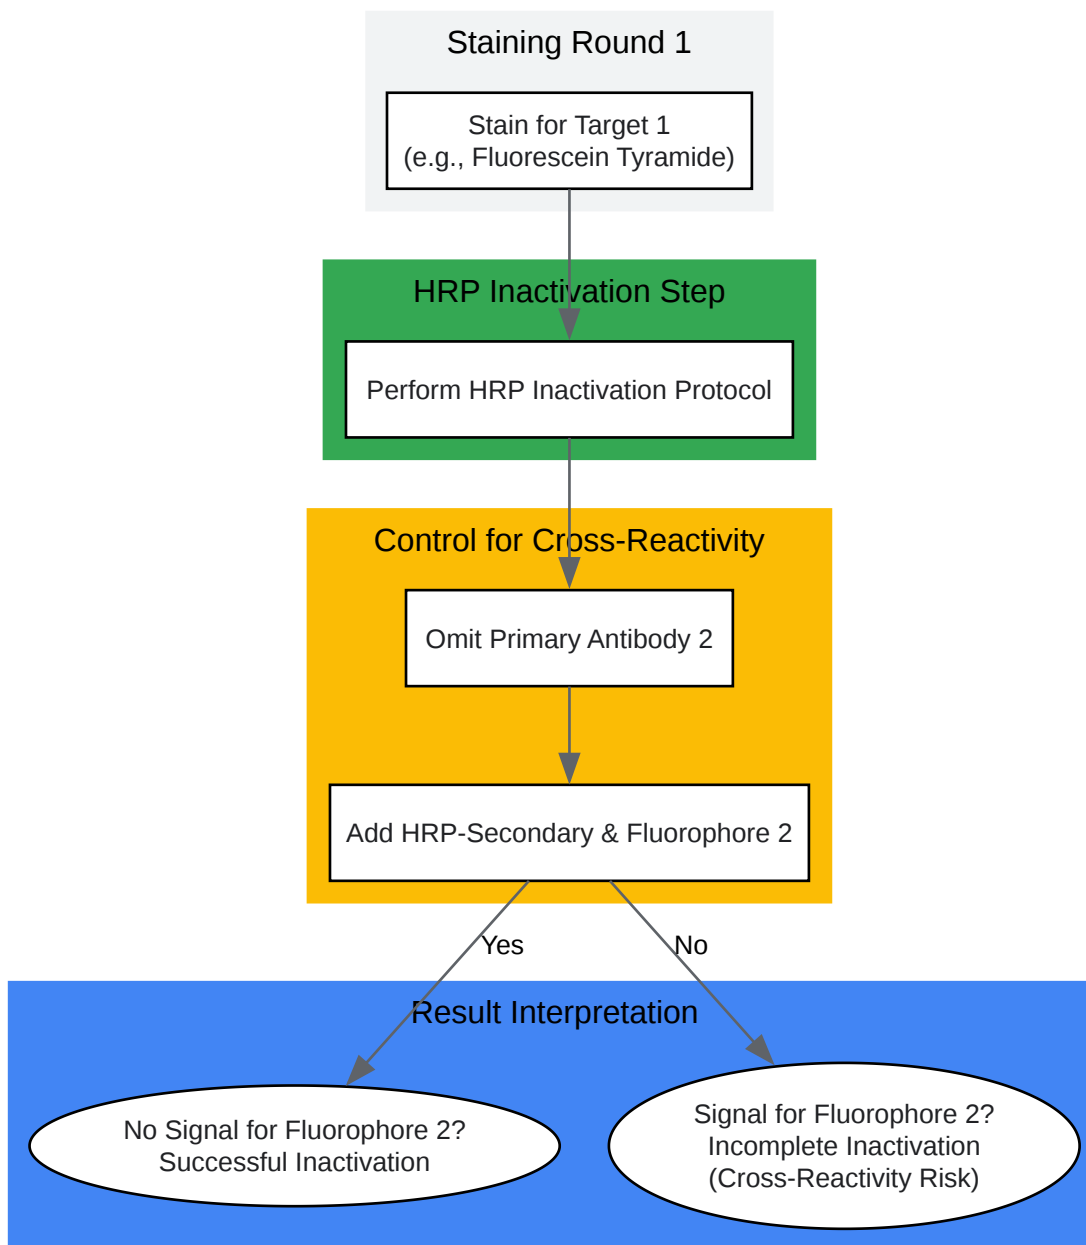 Staining Round 1
Stain for Target 1
(e.g., Fluorescein Tyramide)
HRP Inactivation Step
Perform HRP Inactivation Protocol
Control for Cross-Reactivity
Omit Primary Antibody 2
Add HRP-Secondary & Fluorophore 2
Yes
No
Result Interpretation
No Signal for Fluorophore 2?
Successful Inactivation
Signal for Fluorophore 2?
Incomplete Inactivation
(Cross-Reactivity Risk)